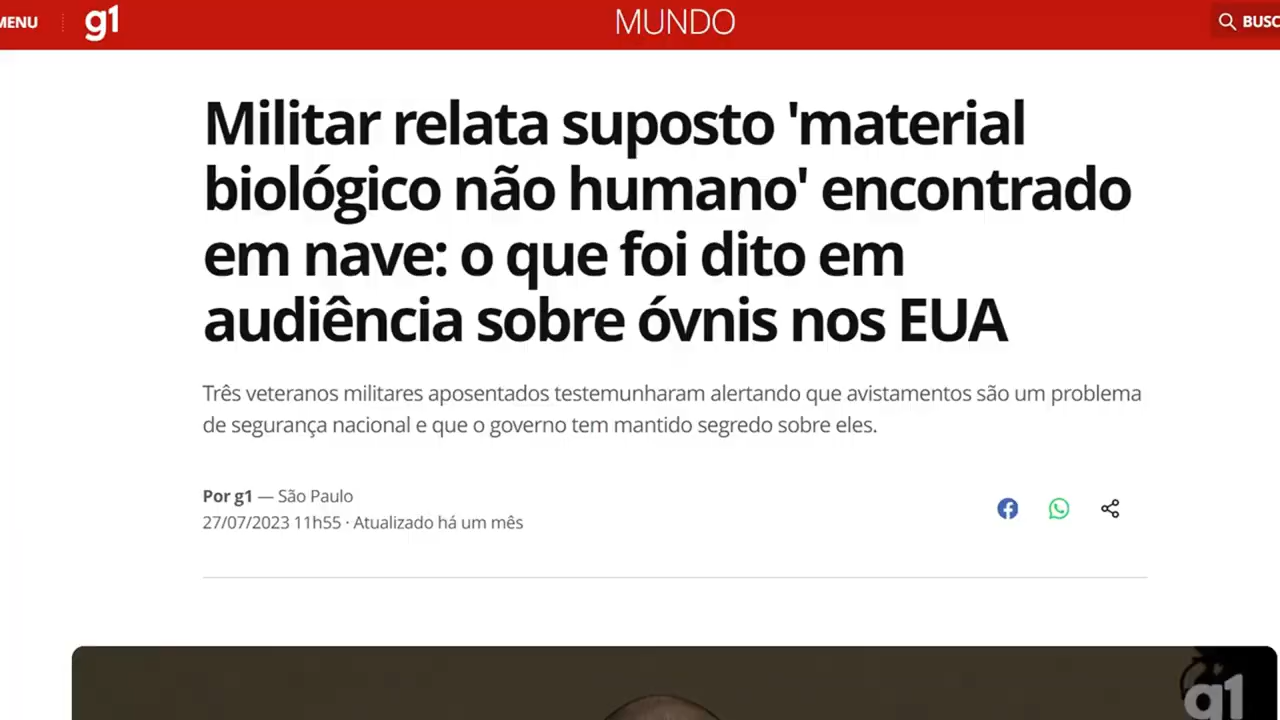 MENU
g1
MUNDO
BUSC
Militar relata suposto 'material
biológico não humano' encontrado
em nave: o que foi dito em
audiência sobre óvnis nos EUA
Três veteranos militares aposentados testemunharam alertando que avistamentos são um problema
de segurança nacional e que o governo tem mantido segredo sobre eles.
Por g1 — São Paulo
27/07/2023 11h55 · Atualizado há um mês
g1